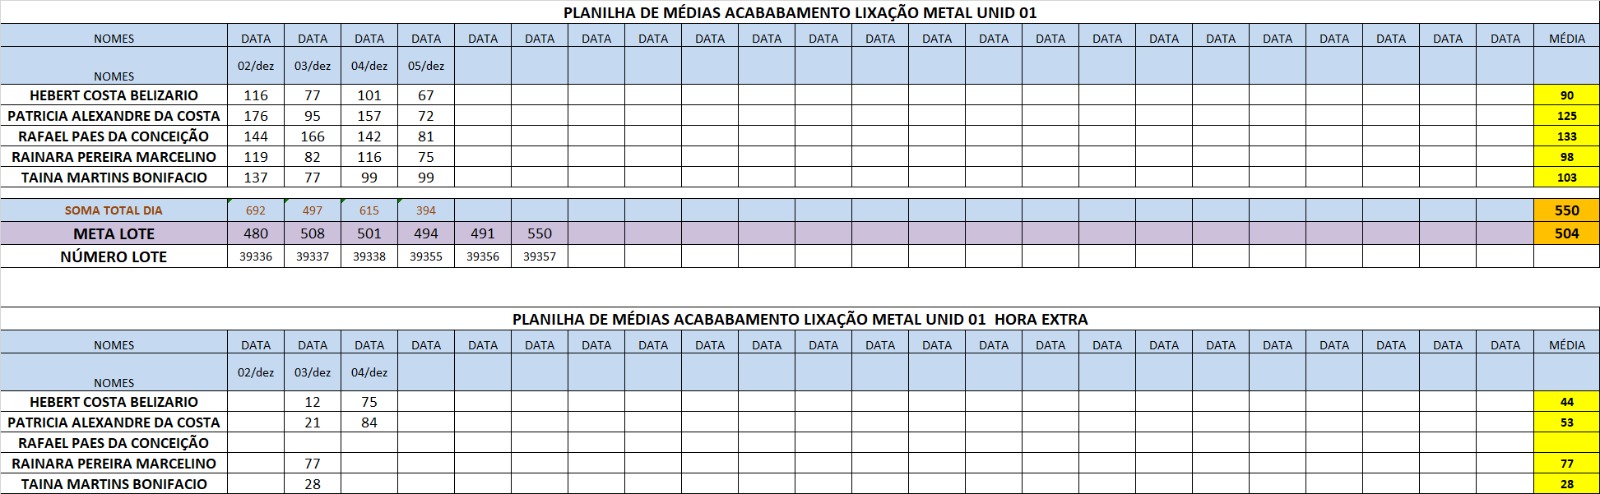 PLANILHA DE MÉDIAS ACABABAMENTO LIXAÇÃO METAL UNID 01
NOMES DATA DATA DATA DATA DATA DATA DATA DATA DATA DATA DATA DATA DATA DATA DATA DATA DATA DATA DATA DATA DATA DATA DATA MÉDIA
NOMES 02/dez 03/dez 04/dez 05/dez
HEBERT COSTA BELIZARIO 116 77 101 67 90
PATRICIA ALEXANDRE DA COSTA 176 95 157 72 125
RAFAEL PAES DA CONCEIÇÃO 144 166 142 81 133
RAINARA PEREIRA MARCELINO 119 82 116 75 98
TAINA MARTINS BONIFACIO 137 77 99 99 103
SOMA TOTAL DIA 692 497 615 394 550
META LOTE 480 508 501 494 491 550 504
NÚMERO LOTE 39336 39337 39338 39355 39356 39357
PLANILHA DE MÉDIAS ACABABAMENTO LIXAÇÃO METAL UNID 01 HORA EXTRA
NOMES DATA DATA DATA DATA DATA DATA DATA DATA DATA DATA DATA DATA DATA DATA DATA DATA DATA DATA DATA DATA DATA DATA DATA MÉDIA
NOMES 02/dez 03/dez 04/dez
HEBERT COSTA BELIZARIO 12 75 44
PATRICIA ALEXANDRE DA COSTA 21 84 53
RAFAEL PAES DA CONCEIÇÃO
RAINARA PEREIRA MARCELINO 77 77
TAINA MARTINS BONIFACIO 28 28